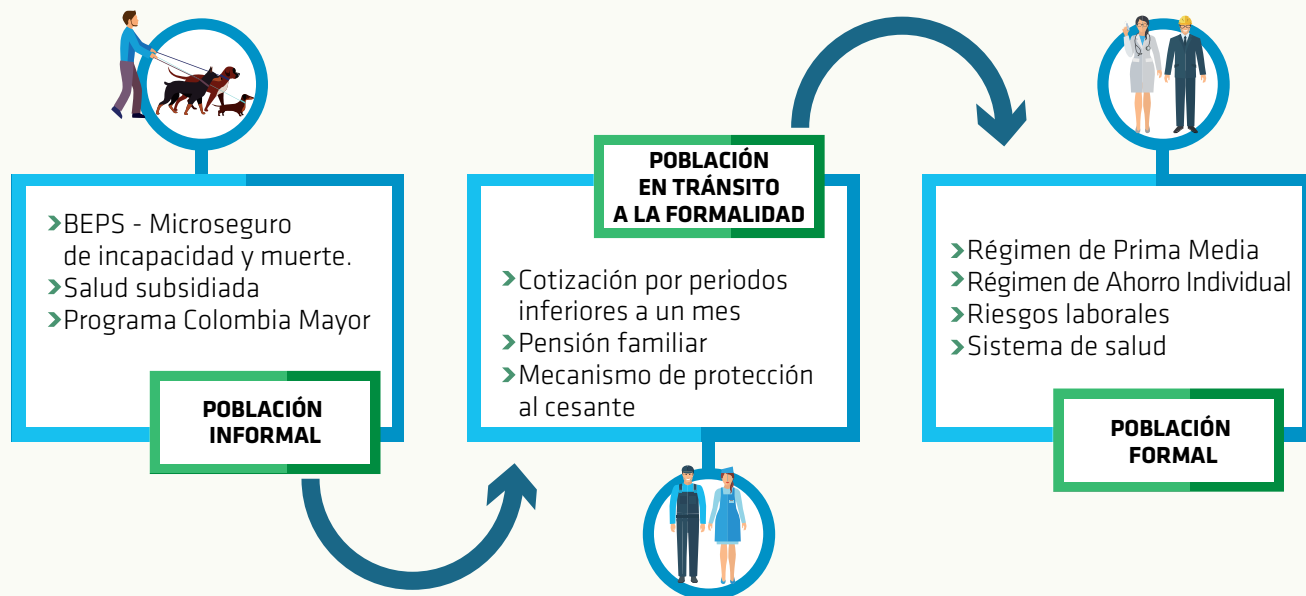 BEPS - Microseguro
de incapacidad y muerte.
Salud subsidiada
Programa Colombia Mayor
POBLACIÓN
INFORMAL
POBLACIÓN
EN TRÁNSITO
A LA FORMALIDAD
Cotización por periodos
inferiores a un mes
Pensión familiar
Mecanismo de protección
al cesante
Régimen de Prima Media
Régimen de Ahorro Individual
Riesgos laborales
Sistema de salud
POBLACIÓN
FORMAL